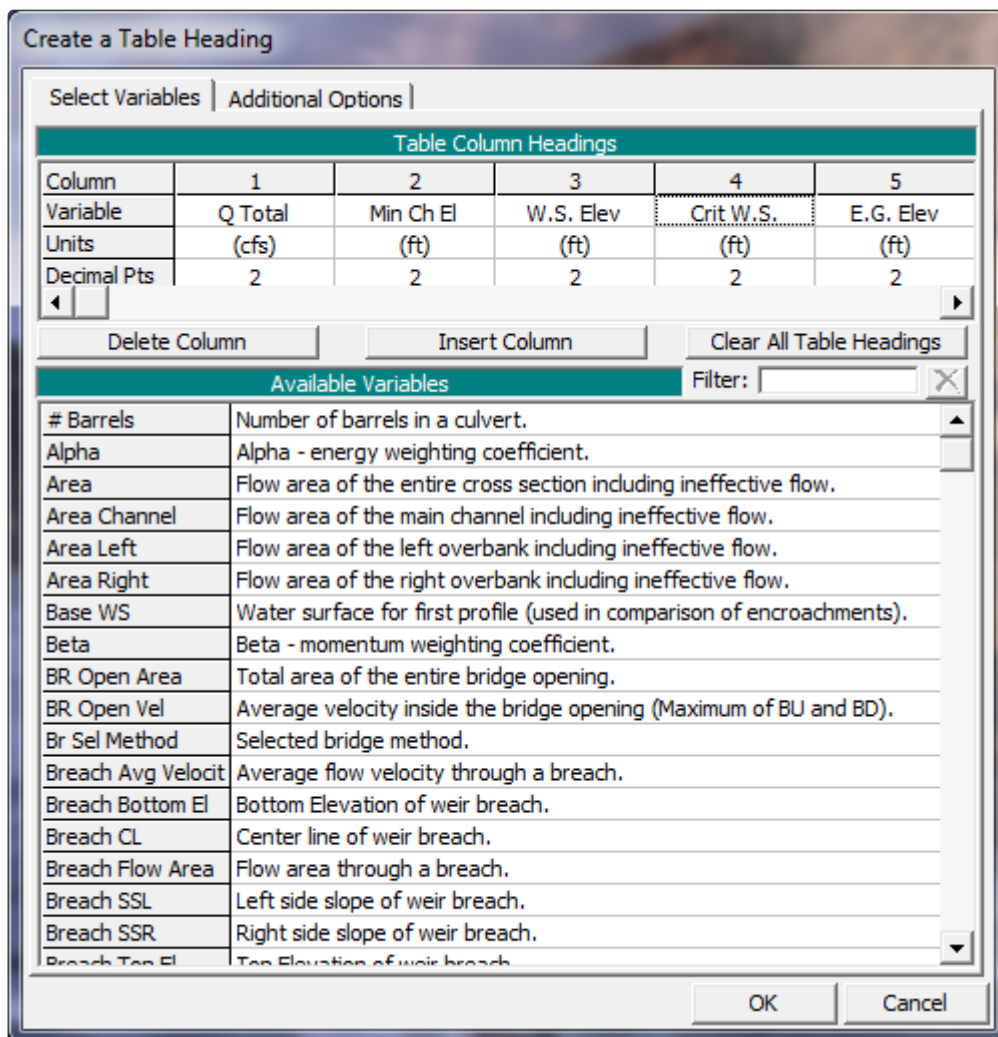 Create a Table Heading
Select Variables Additional Options
Table Column Headings
Column 1 2 3 4 5
Variable Q Total Min Ch El W.S. Elev Crit W.S. E.G. Elev
Units (cfs) (ft) (ft) (ft) (ft)
Decimal Pts 2 2 2 2 2
Delete Column Insert Column Clear All Table Headings
Available Variables Filter:
# Barrels Number of barrels in a culvert.
Alpha Alpha - energy weighting coefficient.
Area Flow area of the entire cross section including ineffective flow.
Area Channel Flow area of the main channel including ineffective flow.
Area Left Flow area of the left overbank including ineffective flow.
Area Right Flow area of the right overbank including ineffective flow.
Base WS Water surface for first profile (used in comparison of encroachments).
Beta Beta - momentum weighting coefficient.
BR Open Area Total area of the entire bridge opening.
BR Open Vel Average velocity inside the bridge opening (Maximum of BU and BD).
Br Sel Method Selected bridge method.
Breach Avg Velocit Average flow velocity through a breach.
Breach Bottom El Bottom Elevation of weir breach.
Breach CL Center line of weir breach.
Breach Flow Area Flow area through a breach.
Breach SSL Left side slope of weir breach.
Breach SSR Right side slope of weir breach.
Breach Top El Top Elevation of weir breach.
OK Cancel